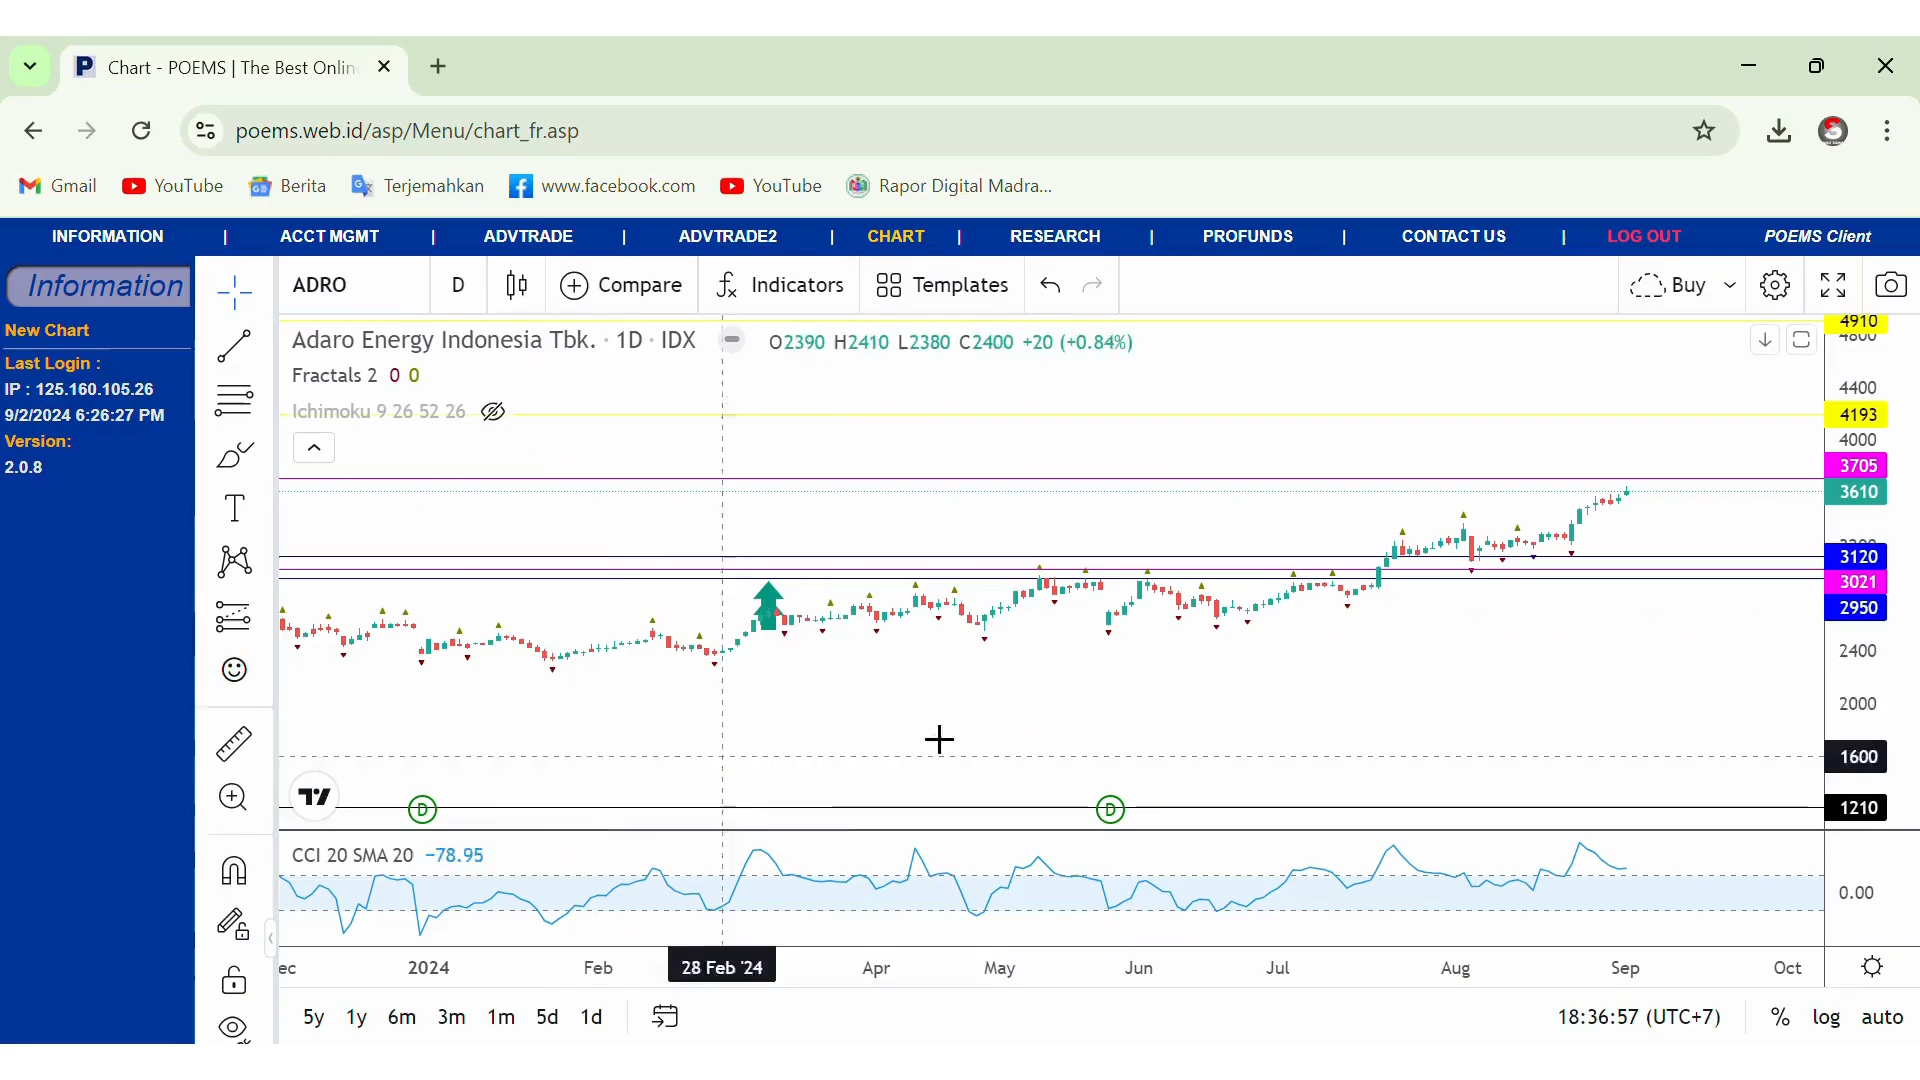 Chart - POEMS | The Best Onlin
poems.web.id/asp/Menu/chart_fr.asp
Gmail YouTube Berita Terjemahkan www.facebook.com YouTube Rapor Digital Madra...
INFORMATION | ACCT MGMT | ADVTRADE | ADVTRADE2 | CHART | RESEARCH | PROFUNDS | CONTACT US | LOG OUT POEMS Client
Information
New Chart
Last Login :
IP : 125.160.105.26
9/2/2024 6:26:27 PM
Version:
2.0.8
ADRO D Compare Indicators Templates Buy
Adaro Energy Indonesia Tbk. · 1D · IDX O2390 H2410 L2380 C2400 +20 (+0.84%)
Fractals 2 0 0
Ichimoku 9 26 52 26
4910
4800
4400
4193
4000
3705
3610
3120
3021
2950
2400
2000
1600
1210
D D
CCI 20 SMA 20 −78.95
0.00
ec 2024 Feb 28 Feb '24 Apr May Jun Jul Aug Sep Oct
5y 1y 6m 3m 1m 5d 1d 18:36:57 (UTC+7) % log auto